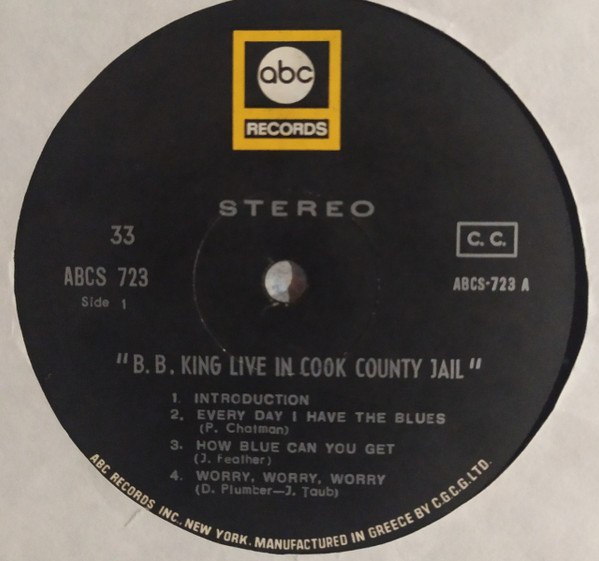 abc
RECORDS
STEREO
33
C. C.
ABCS 723
ABCS-723 A
Side 1
"B. B. KING LIVE IN COOK COUNTY JAIL"
1. INTRODUCTION
2. EVERY DAY I HAVE THE BLUES
(P. Chatman)
3. HOW BLUE CAN YOU GET
(J. Feather)
4. WORRY, WORRY, WORRY
(D. Plumber—J. Taub)
ABC RECORDS INC. NEW YORK. MANUFACTURED IN GREECE BY C.G.C.G. LTD.